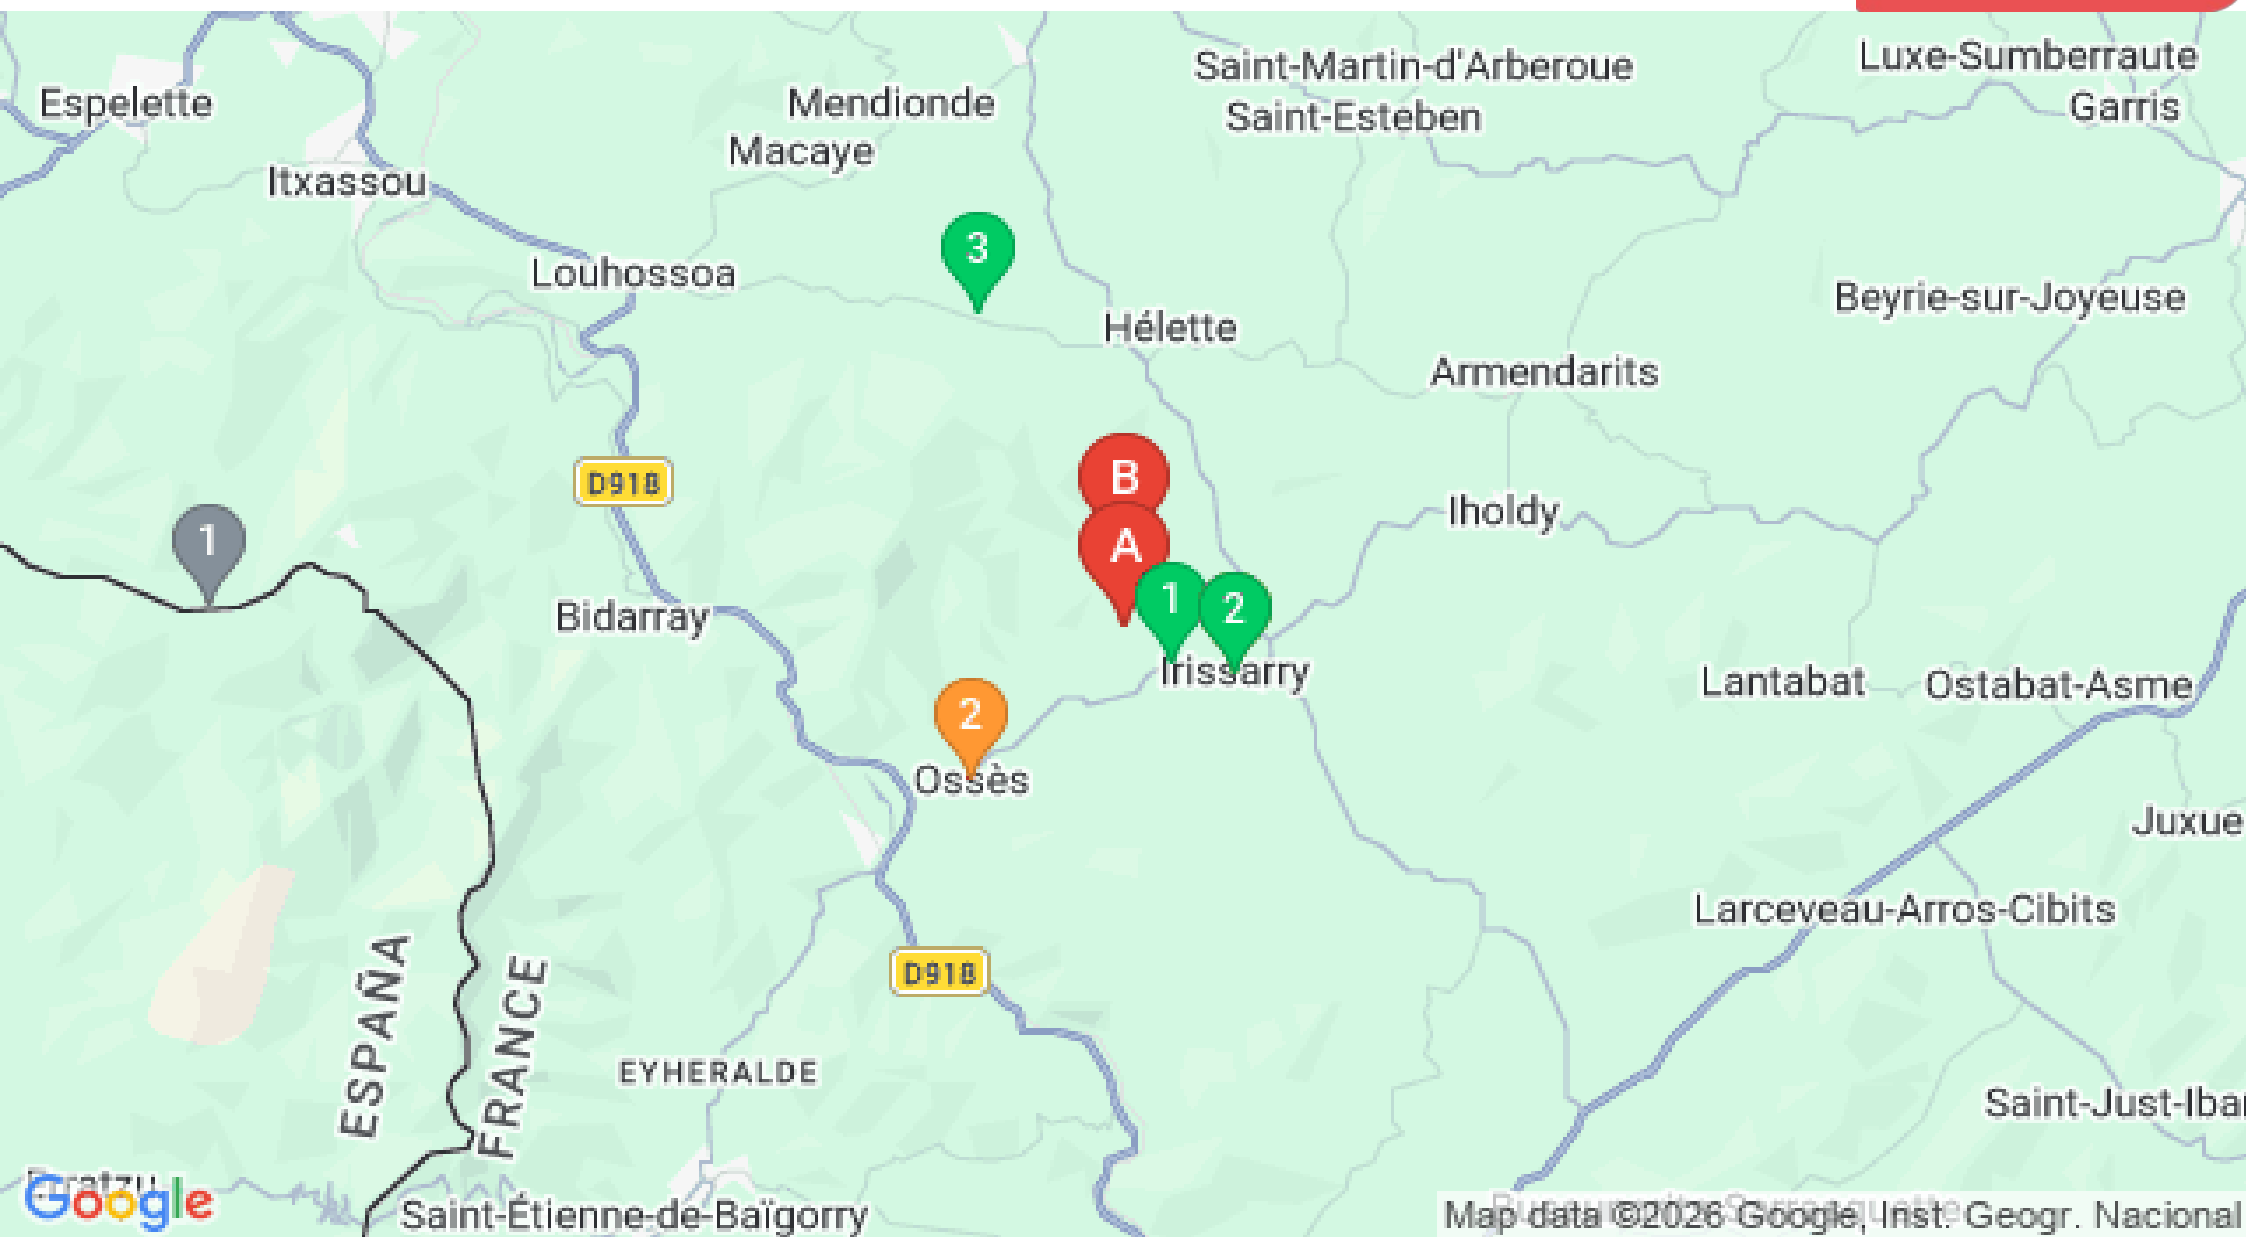 Saint-Martin-d'Arberoue
Luxe-Sumberraute
Espelette
Mendionde
Saint-Esteben
Garris
Macaye
Itxassou
3
Louhossoa
Hélette
Beyrie-sur-Joyeuse
Armendarits
B
D918
Iholdy
1
A
1
2
Bidarray
Irissarry
Lantabat
Ostabat-Asme
2
Ossès
Juxue
Larceveau-Arros-Cibits
ESPAÑA
FRANCE
D918
EYHERALDE
Saint-Just-Iba
Google
Saint-Étienne-de-Baïgorry
Map data ©2026 Google, Inst. Geogr. Nacional